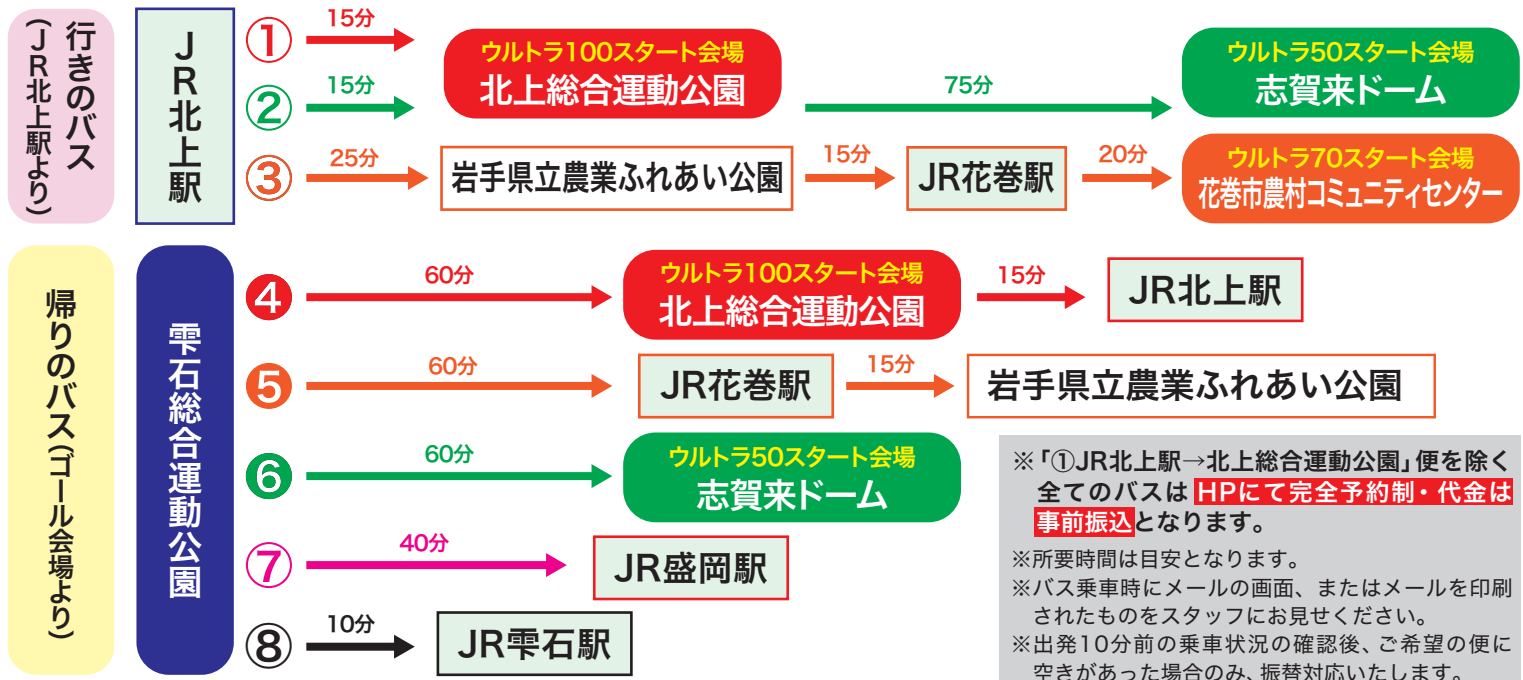 行きのバス
(JR北上駅より)
JR北上駅
① 15分
ウルトラ100スタート会場
北上総合運動公園
② 15分
75分
ウルトラ50スタート会場
志賀来ドーム
③ 25分
岩手県立農業ふれあい公園
15分
JR花巻駅
20分
ウルトラ70スタート会場
花巻市農村コミュニティセンター
帰りのバス(ゴール会場より)
雫石総合運動公園
④ 60分
ウルトラ100スタート会場
北上総合運動公園
15分
JR北上駅
⑤ 60分
JR花巻駅
15分
岩手県立農業ふれあい公園
⑥ 60分
ウルトラ50スタート会場
志賀来ドーム
⑦ 40分
JR盛岡駅
⑧ 10分
JR雫石駅
※「①JR北上駅→北上総合運動公園」便を除く
全てのバスは HPにて完全予約制・代金は
事前振込となります。
※所要時間は目安となります。
※バス乗車時にメールの画面、またはメールを印刷
されたものをスタッフにお見せください。
※出発10分前の乗車状況の確認後、ご希望の便に
空きがあった場合のみ、振替対応いたします。